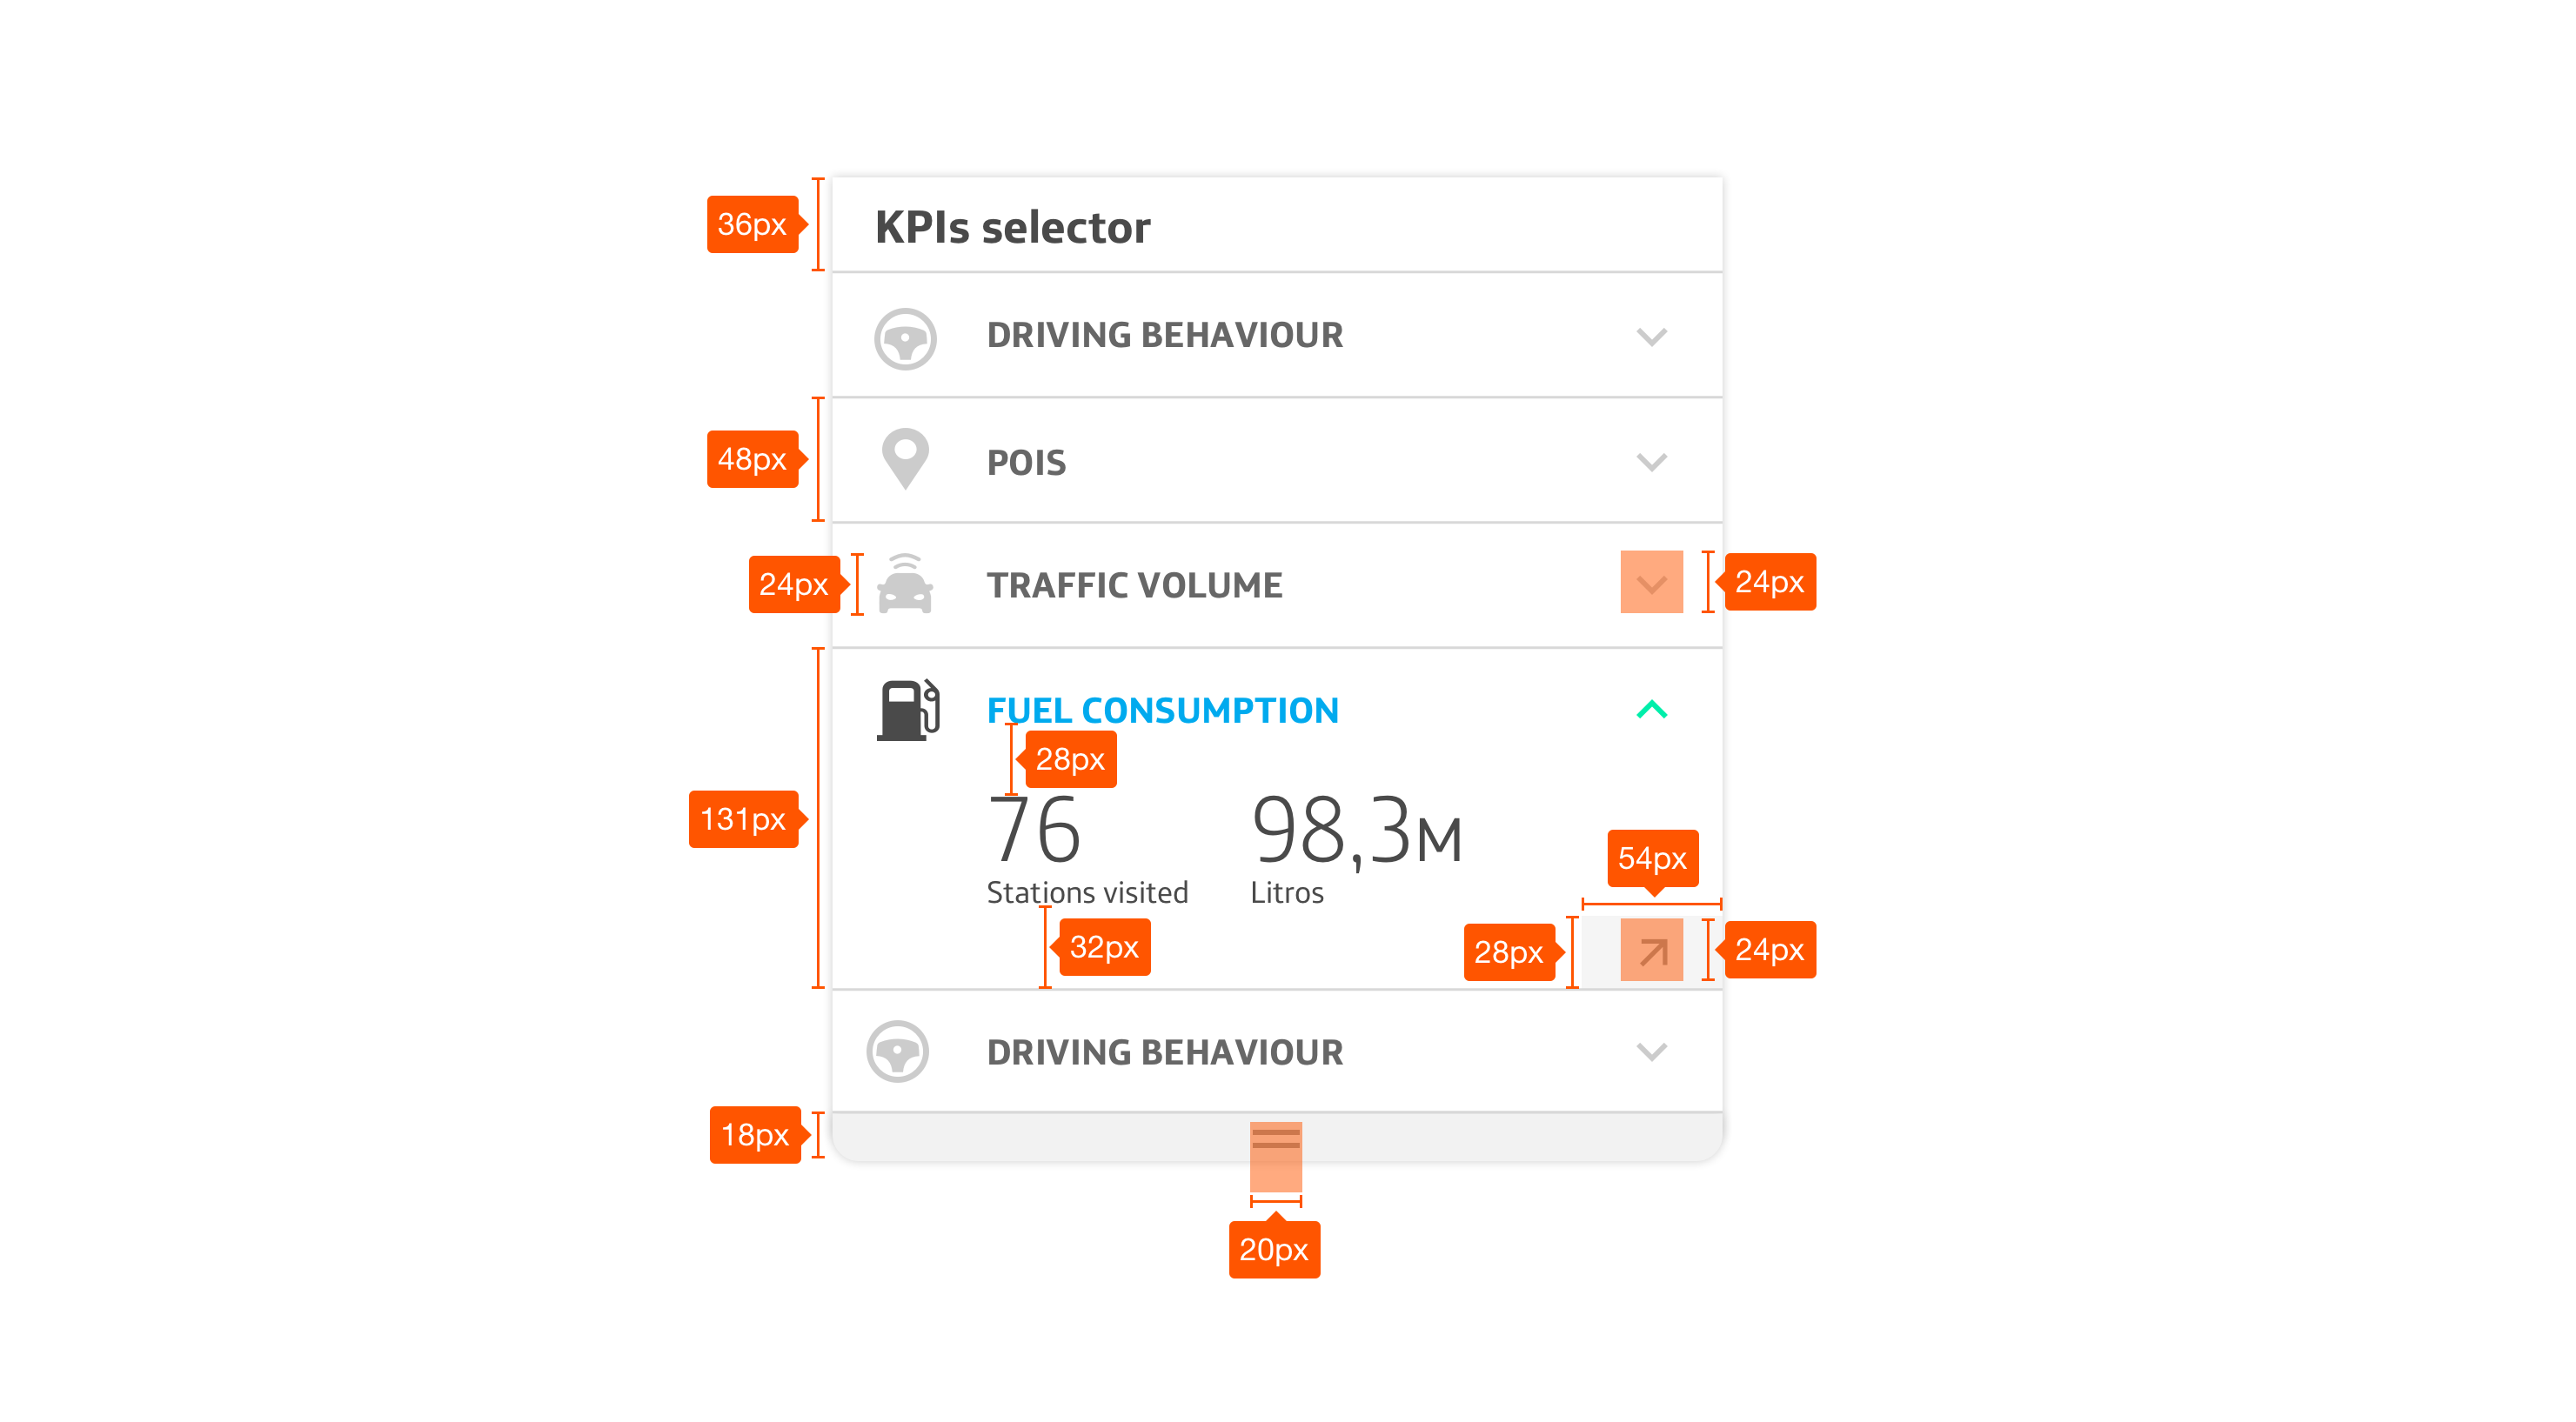 36px
KPIs selector
DRIVING BEHAVIOUR
48px
POIS
24px
TRAFFIC VOLUME
24px
FUEL CONSUMPTION
28px
131px
76
98,3M
54px
Stations visited
Litros
32px
28px
24px
DRIVING BEHAVIOUR
18px
20px